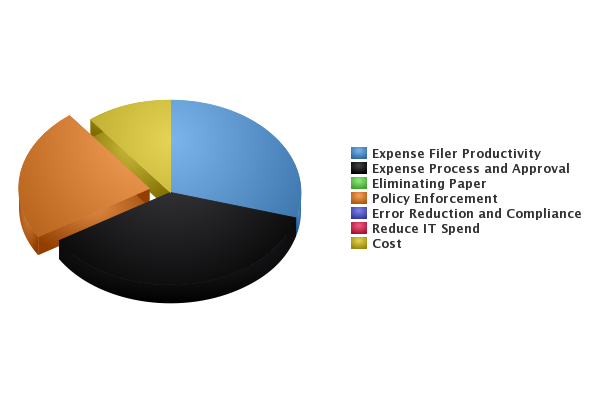 Expense Filer Productivity
Expense Process and Approval
Eliminating Paper
Policy Enforcement
Error Reduction and Compliance
Reduce IT Spend
Cost